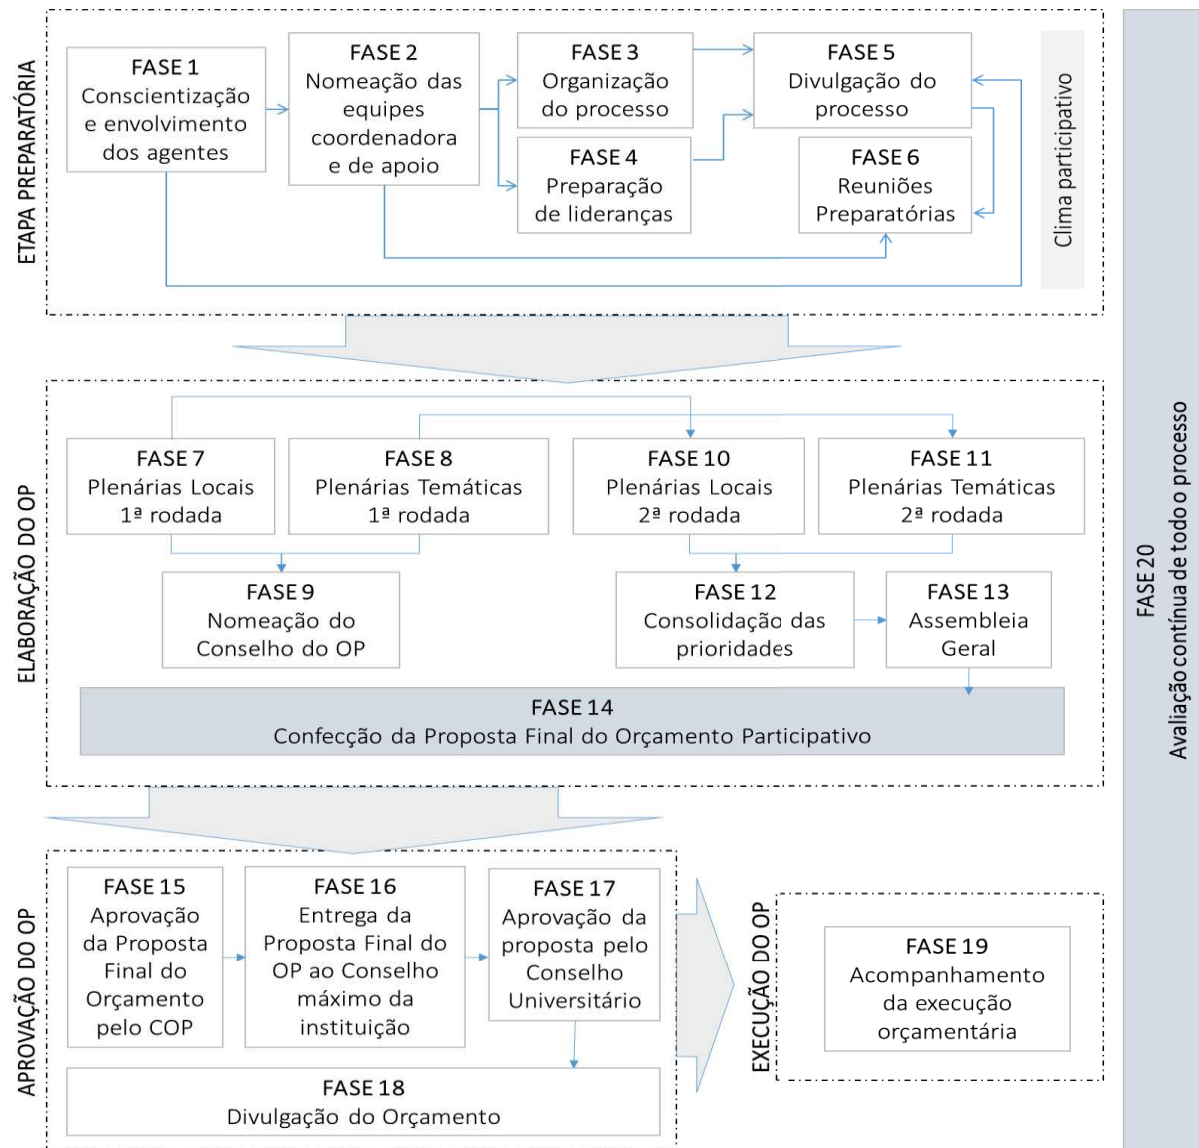 ETAPA PREPARATÓRIA
FASE 1
Conscientização
e envolvimento
dos agentes
FASE 2
Nomeação das
equipes
coordenadora
e de apoio
FASE 3
Organização
do processo
FASE 4
Preparação
de lideranças
FASE 5
Divulgação do
processo
FASE 6
Reuniões
Preparatórias
Clima participativo
ELABORAÇÃO DO OP
FASE 7
Plenárias Locais
1ª rodada
FASE 8
Plenárias Temáticas
1ª rodada
FASE 10
Plenárias Locais
2ª rodada
FASE 11
Plenárias Temáticas
2ª rodada
FASE 9
Nomeação do
Conselho do OP
FASE 12
Consolidação das
prioridades
FASE 13
Assembleia
Geral
FASE 14
Confecção da Proposta Final do Orçamento Participativo
APROVAÇÃO DO OP
FASE 15
Aprovação
da Proposta
Final do
Orçamento
pelo COP
FASE 16
Entrega da
Proposta Final do
OP ao Conselho
máximo da
instituição
FASE 17
Aprovação da
proposta pelo
Conselho
Universitário
FASE 18
Divulgação do Orçamento
EXECUÇÃO DO OP
FASE 19
Acompanhamento
da execução
orçamentária
FASE 20
Avaliação contínua de todo o processo